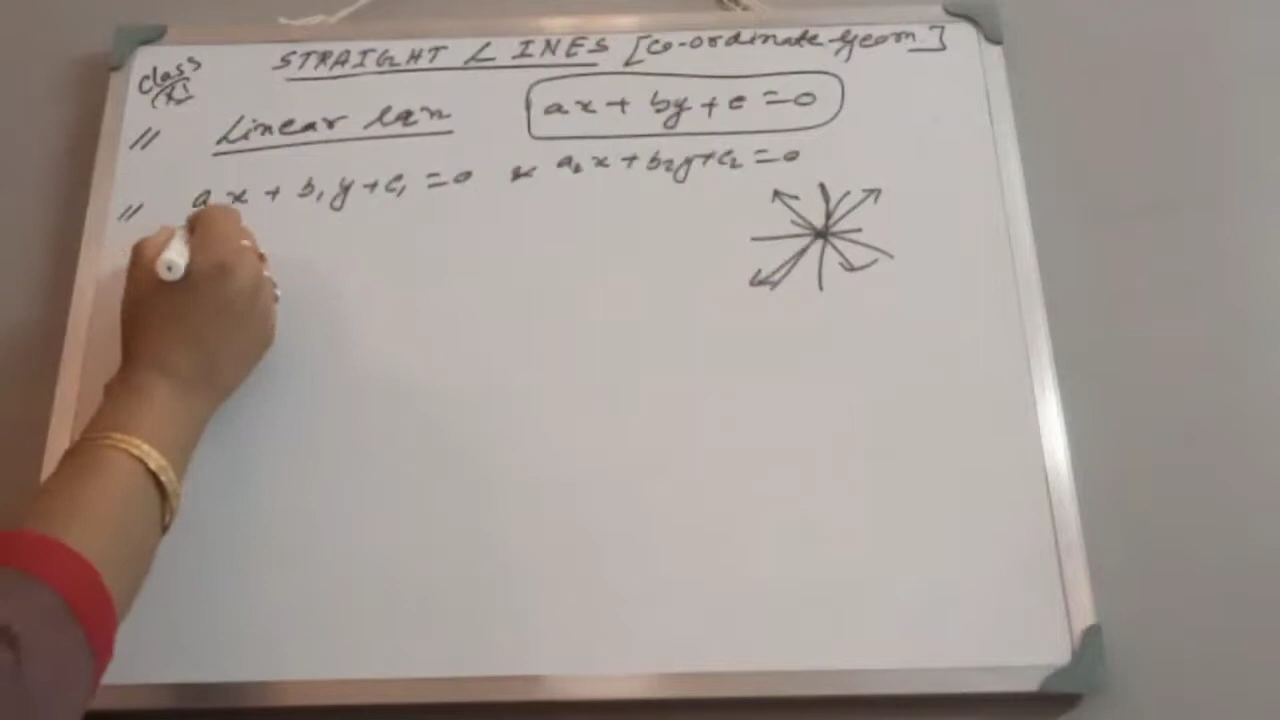 STRAIGHT LINES [Co-ordinate Geom.]
Class
XI
// Linear Eqn ax + by + c = 0
// a x + b₁y + c₁ = 0 & a₂x + b₂y + c₂ = 0